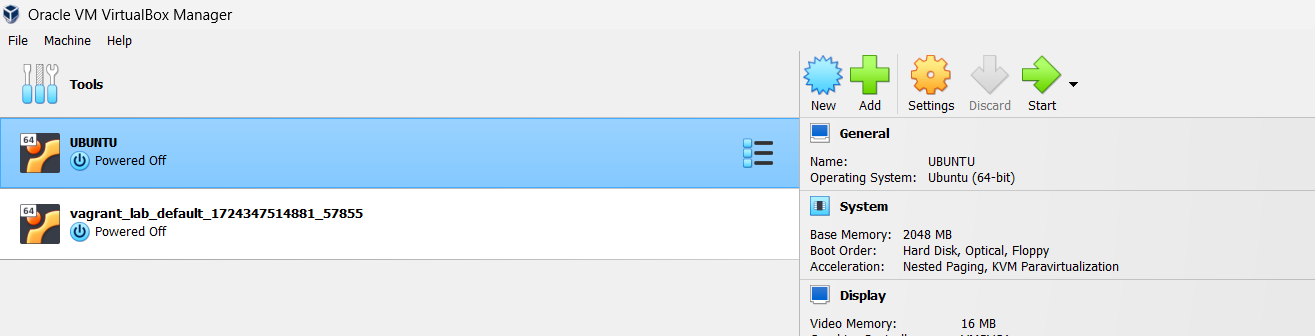 Oracle VM VirtualBox Manager
File Machine Help
Tools
New Add Settings Discard Start
64
UBUNTU
Powered Off
64
vagrant_lab_default_1724347514881_57855
Powered Off
General
Name: UBUNTU
Operating System: Ubuntu (64-bit)
System
Base Memory: 2048 MB
Boot Order: Hard Disk, Optical, Floppy
Acceleration: Nested Paging, KVM Paravirtualization
Display
Video Memory: 16 MB